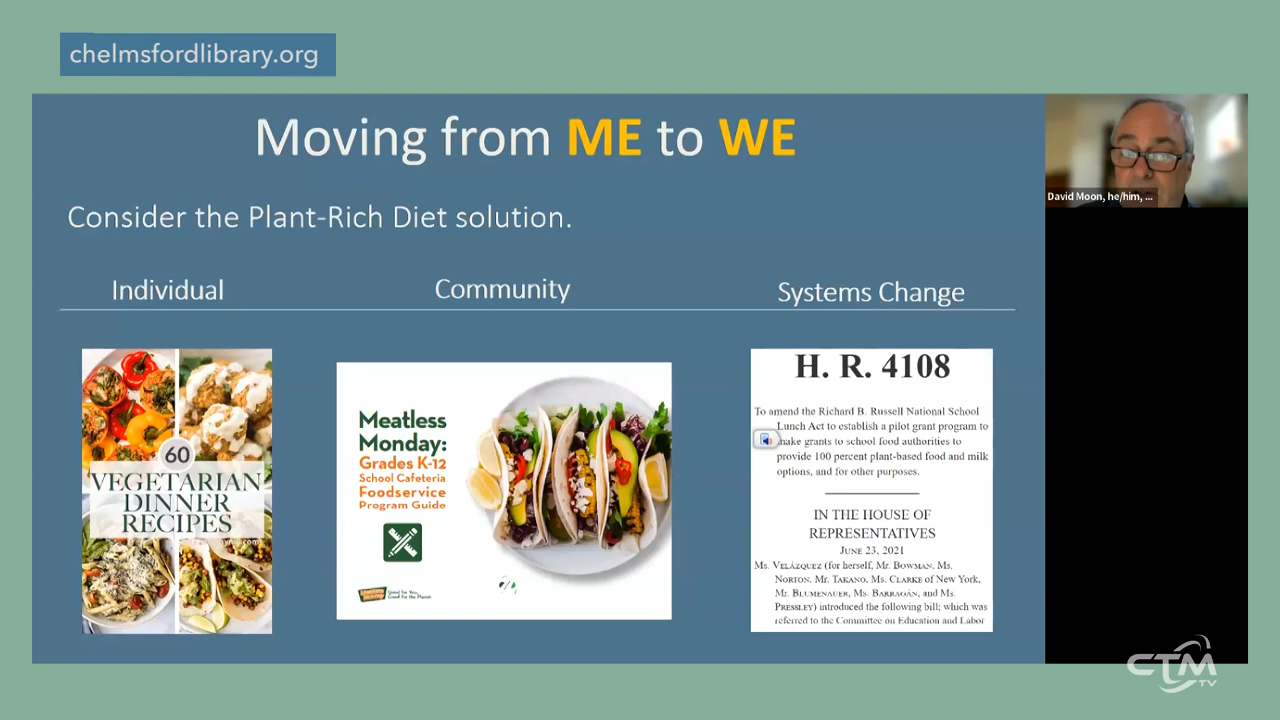 chelmsfordlibrary.org
Moving from ME to WE
Consider the Plant-Rich Diet solution.
Individual
Community
Systems Change
60
VEGETARIAN
DINNER
RECIPES
Meatless
Monday:
Grades K-12
School Cafeteria
Foodservice
Program Guide
Good for You,
Good for the Planet.
H. R. 4108
To amend the Richard B. Russell National School
Lunch Act to establish a pilot grant program to
make grants to school food authorities to
provide 100 percent plant-based food and milk
options, and for other purposes.
IN THE HOUSE OF
REPRESENTATIVES
JUNE 23, 2021
Ms. VELÁZQUEZ (for herself, Mr. BOWMAN, Ms.
NORTON, Mr. TAKANO, Ms. CLARKE of New York,
Mr. BLUMENAUER, Ms. BARRAGÁN, and Ms.
PRESSLEY) introduced the following bill; which was
referred to the Committee on Education and Labor
David Moon, he/him, ...
CTM
TV